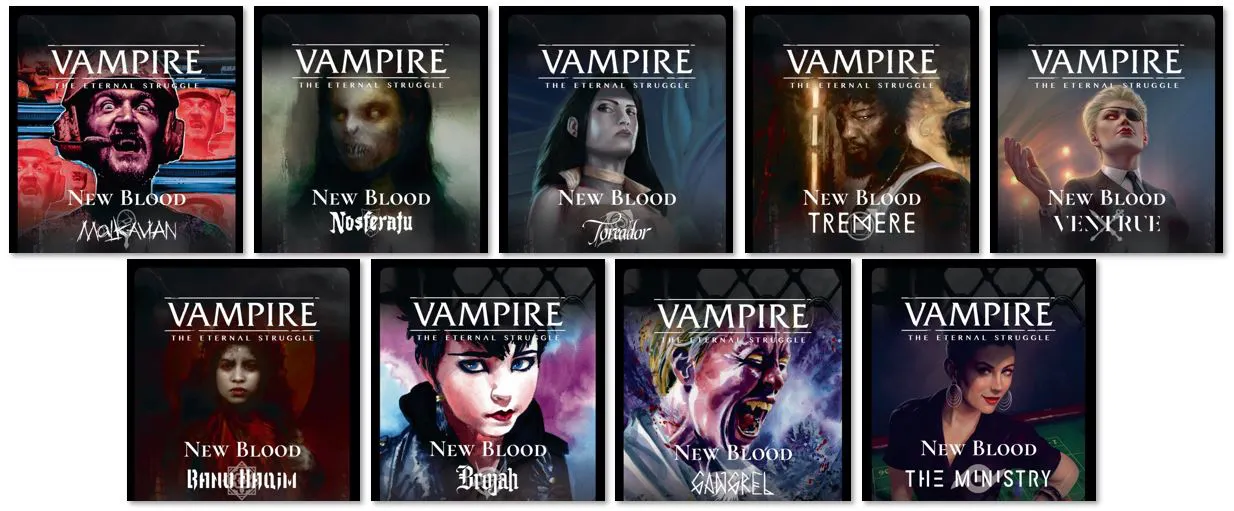 VAMPIRE
THE ETERNAL STRUGGLE
NEW BLOOD
MALKAVIAN
VAMPIRE
THE ETERNAL STRUGGLE
NEW BLOOD
Nosferatu
VAMPIRE
THE ETERNAL STRUGGLE
NEW BLOOD
Toreador
VAMPIRE
THE ETERNAL STRUGGLE
NEW BLOOD
TREMERE
VAMPIRE
THE ETERNAL STRUGGLE
NEW BLOOD
VENTRUE
VAMPIRE
THE ETERNAL STRUGGLE
NEW BLOOD
BANU HAQIM
VAMPIRE
THE ETERNAL STRUGGLE
NEW BLOOD
Brujah
VAMPIRE
THE ETERNAL STRUGGLE
NEW BLOOD
GANGREL
VAMPIRE
THE ETERNAL STRUGGLE
NEW BLOOD
THE MINISTRY